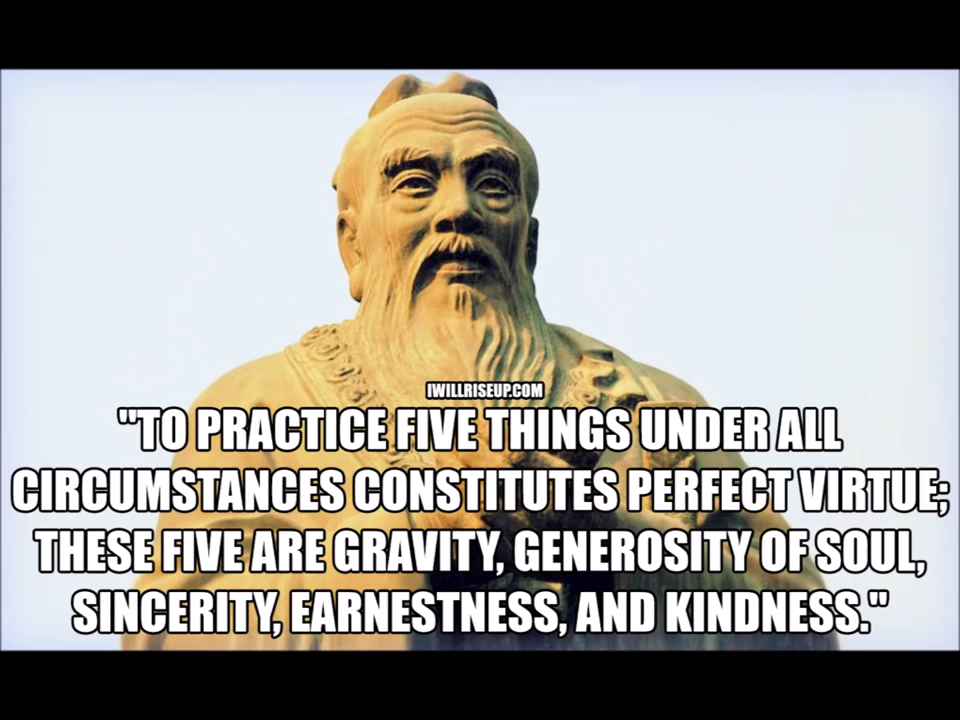 IWILLRISEUP.COM
"TO PRACTICE FIVE THINGS UNDER ALL
CIRCUMSTANCES CONSTITUTES PERFECT VIRTUE;
THESE FIVE ARE GRAVITY, GENEROSITY OF SOUL,
SINCERITY, EARNESTNESS, AND KINDNESS."